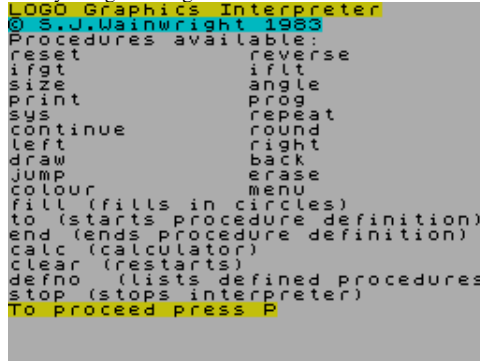 LOGO Graphics Interpreter
© S.J.Wainwright 1983
Procedures available:
reset reverse
ifgt iflt
size angle
print prog
sys repeat
continue round
left right
draw back
jump erase
colour menu
fill (fills in circles)
to (starts procedure definition)
end (ends procedure definition)
calc (calculator)
clear (restarts)
defno (lists defined procedures
stop (stops interpreter)
To proceed press P